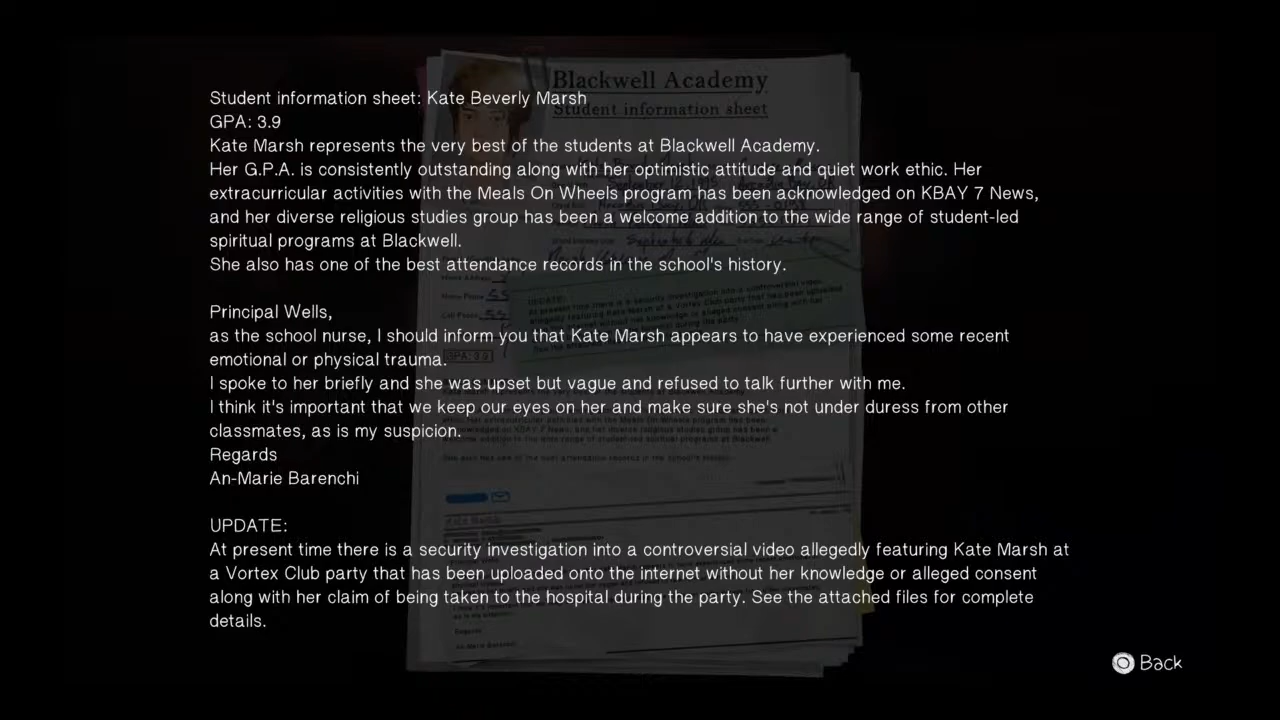 Blackwell Academy
Student information sheet
Student information sheet: Kate Beverly Marsh
GPA: 3.9
Kate Marsh represents the very best of the students at Blackwell Academy.
Her G.P.A. is consistently outstanding along with her optimistic attitude and quiet work ethic. Her
extracurricular activities with the Meals On Wheels program has been acknowledged on KBAY 7 News,
and her diverse religious studies group has been a welcome addition to the wide range of student-led
spiritual programs at Blackwell.
She also has one of the best attendance records in the school's history.
Principal Wells,
as the school nurse, I should inform you that Kate Marsh appears to have experienced some recent
emotional or physical trauma.
I spoke to her briefly and she was upset but vague and refused to talk further with me.
I think it's important that we keep our eyes on her and make sure she's not under duress from other
classmates, as is my suspicion.
Regards
An-Marie Barenchi
UPDATE:
At present time there is a security investigation into a controversial video allegedly featuring Kate Marsh at
a Vortex Club party that has been uploaded onto the internet without her knowledge or alleged consent
along with her claim of being taken to the hospital during the party. See the attached files for complete
details.
Back